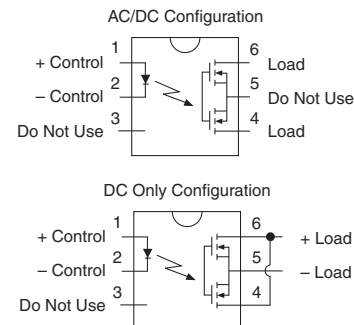 AC/DC Configuration
1 6
+ Control Load
2 5
– Control Do Not Use
3 4
Do Not Use Load
DC Only Configuration
1 6
+ Control + Load
2 5
– Control – Load
3 4
Do Not Use